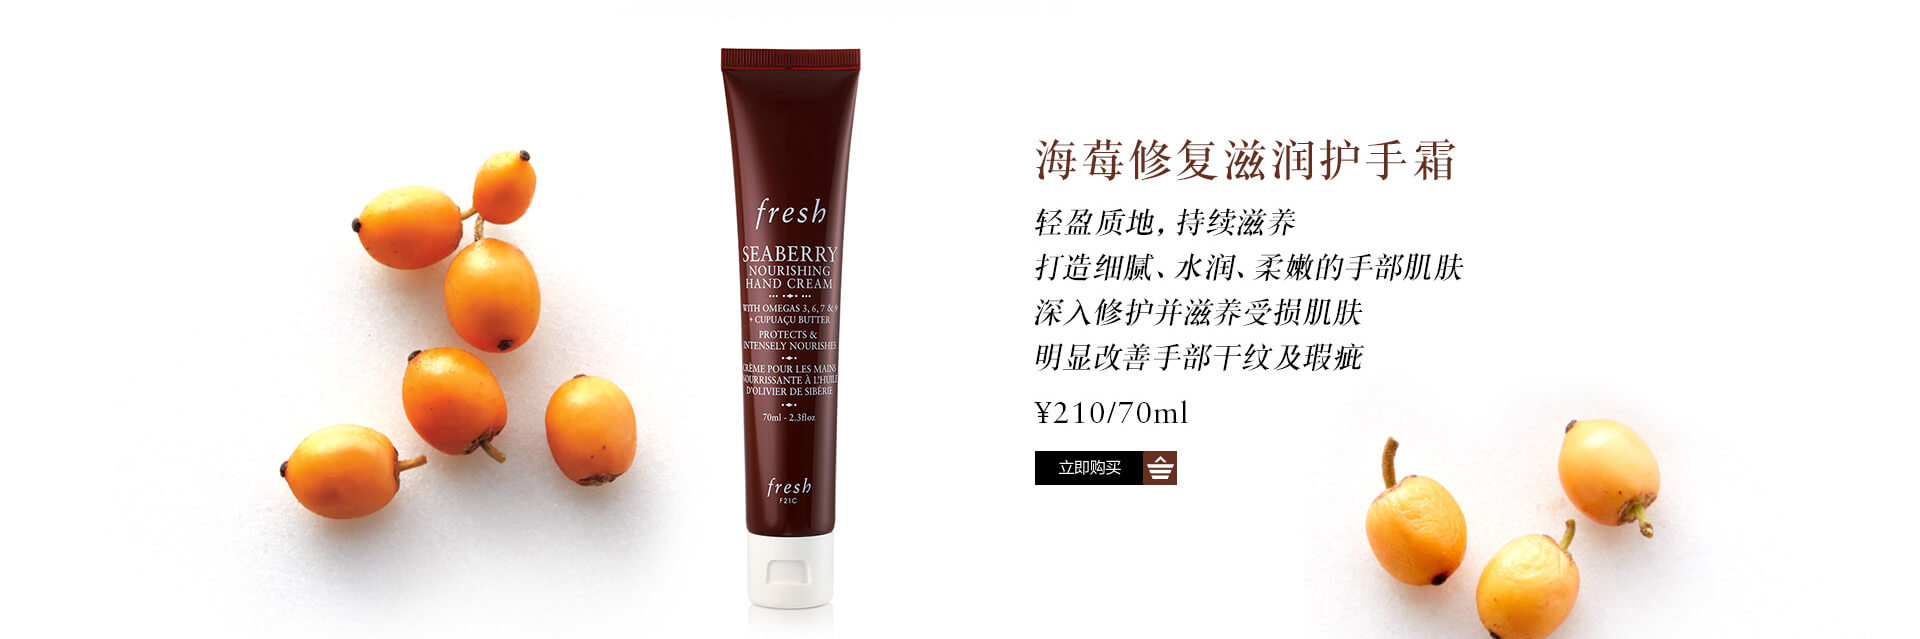 fresh
SEABERRY
NOURISHING
HAND CREAM
WITH OMEGAS 3, 6, 7 & 9
+ CUPUAÇU BUTTER
PROTECTS &
INTENSELY NOURISHES
CRÈME POUR LES MAINS
NOURRISSANTE À L'HUILE
D'OLIVIER DE SIBÉRIE
70ml - 2.3floz
fresh
F21C
海莓修复滋润护手霜
轻盈质地，持续滋养
打造细腻、水润、柔嫩的手部肌肤
深入修护并滋养受损肌肤
明显改善手部干纹及瑕疵
¥210/70ml
立即购买